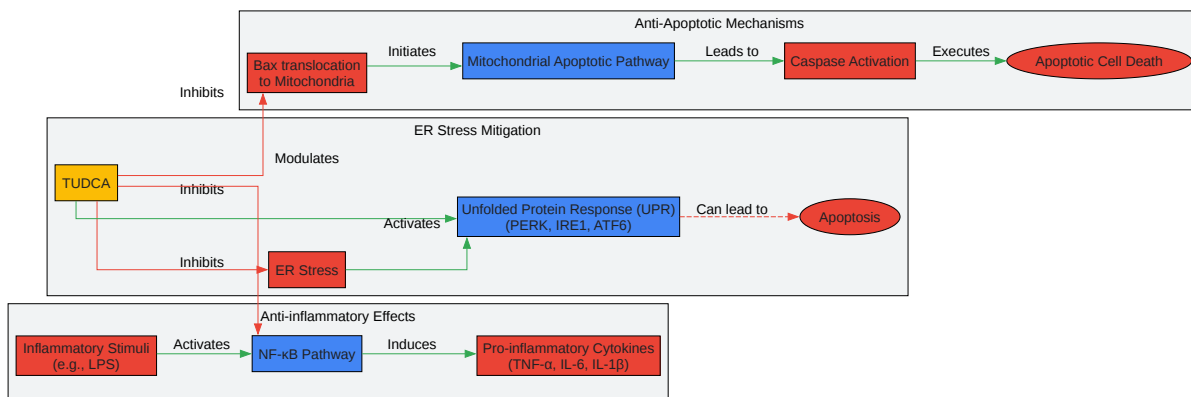 Anti-Apoptotic Mechanisms
Bax translocation
to Mitochondria
Initiates
Mitochondrial Apoptotic Pathway
Leads to
Caspase Activation
Executes
Apoptotic Cell Death
Inhibits
ER Stress Mitigation
Modulates
TUDCA
Inhibits
Activates
Unfolded Protein Response (UPR)
(PERK, IRE1, ATF6)
Can lead to
Apoptosis
Inhibits
ER Stress
Anti-inflammatory Effects
Inflammatory Stimuli
(e.g., LPS)
Activates
NF-κB Pathway
Induces
Pro-inflammatory Cytokines
(TNF-α, IL-6, IL-1β)